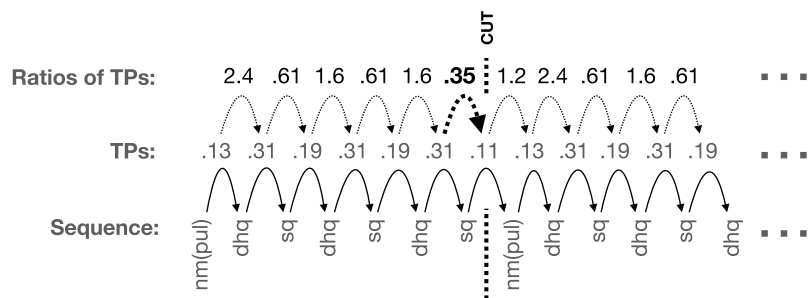 CUT
Ratios of TPs: 2.4 .61 1.6 .61 1.6 .35 1.2 2.4 .61 1.6 .61 ...
TPs: .13 .31 .19 .31 .19 .31 .11 .13 .31 .19 .31 .19 ...
Sequence: nm(pul) dhq sq dhq sq dhq sq nm(pul) dhq sq dhq sq dhq ...